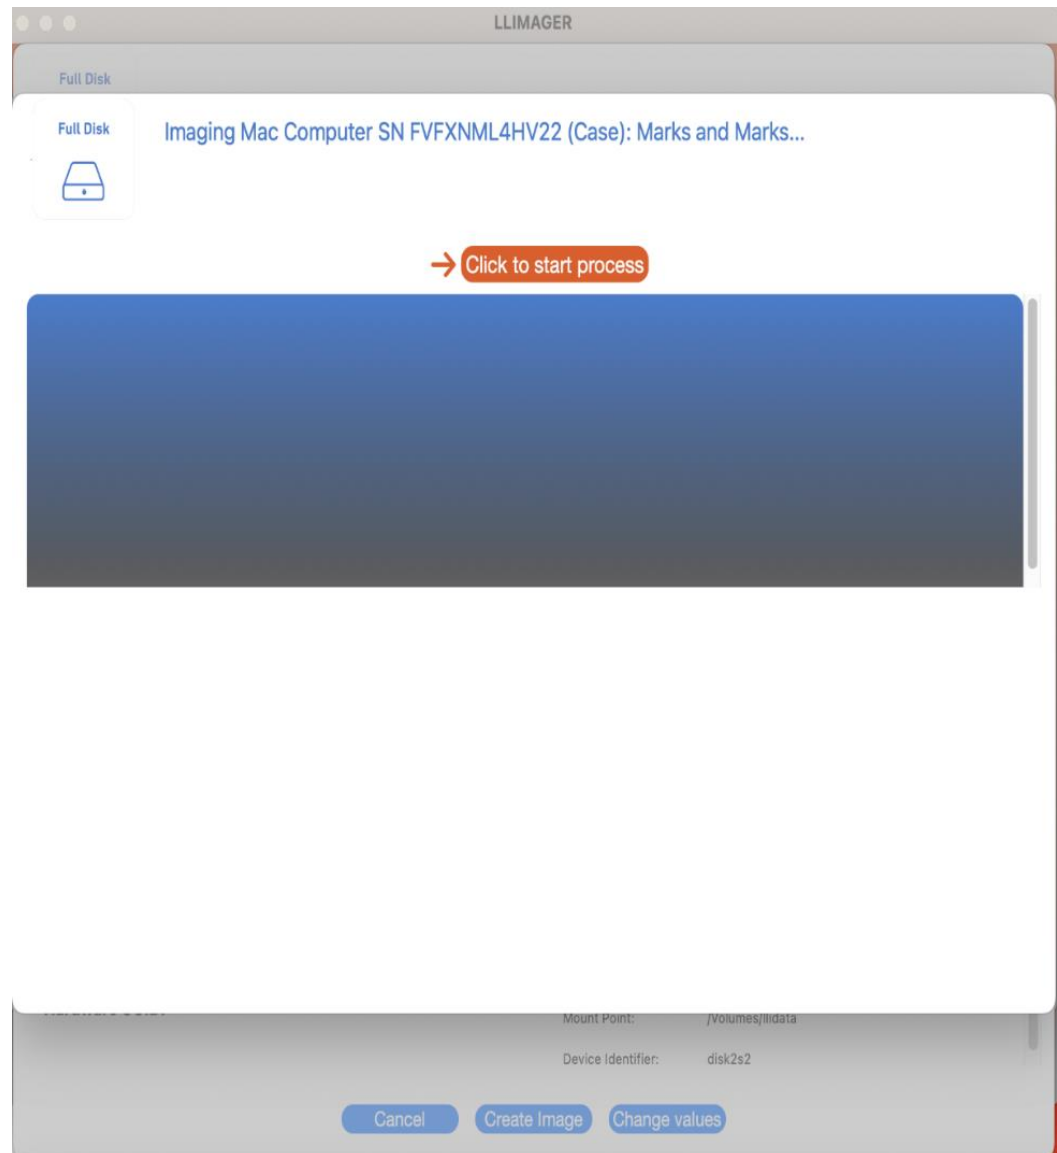 LLIMAGER
Full Disk
Full Disk
Imaging Mac Computer SN FVFXNML4HV22 (Case): Marks and Marks...
→ Click to start process
Mount Point: /Volumes/llidata
Device Identifier: disk2s2
Cancel Create Image Change values